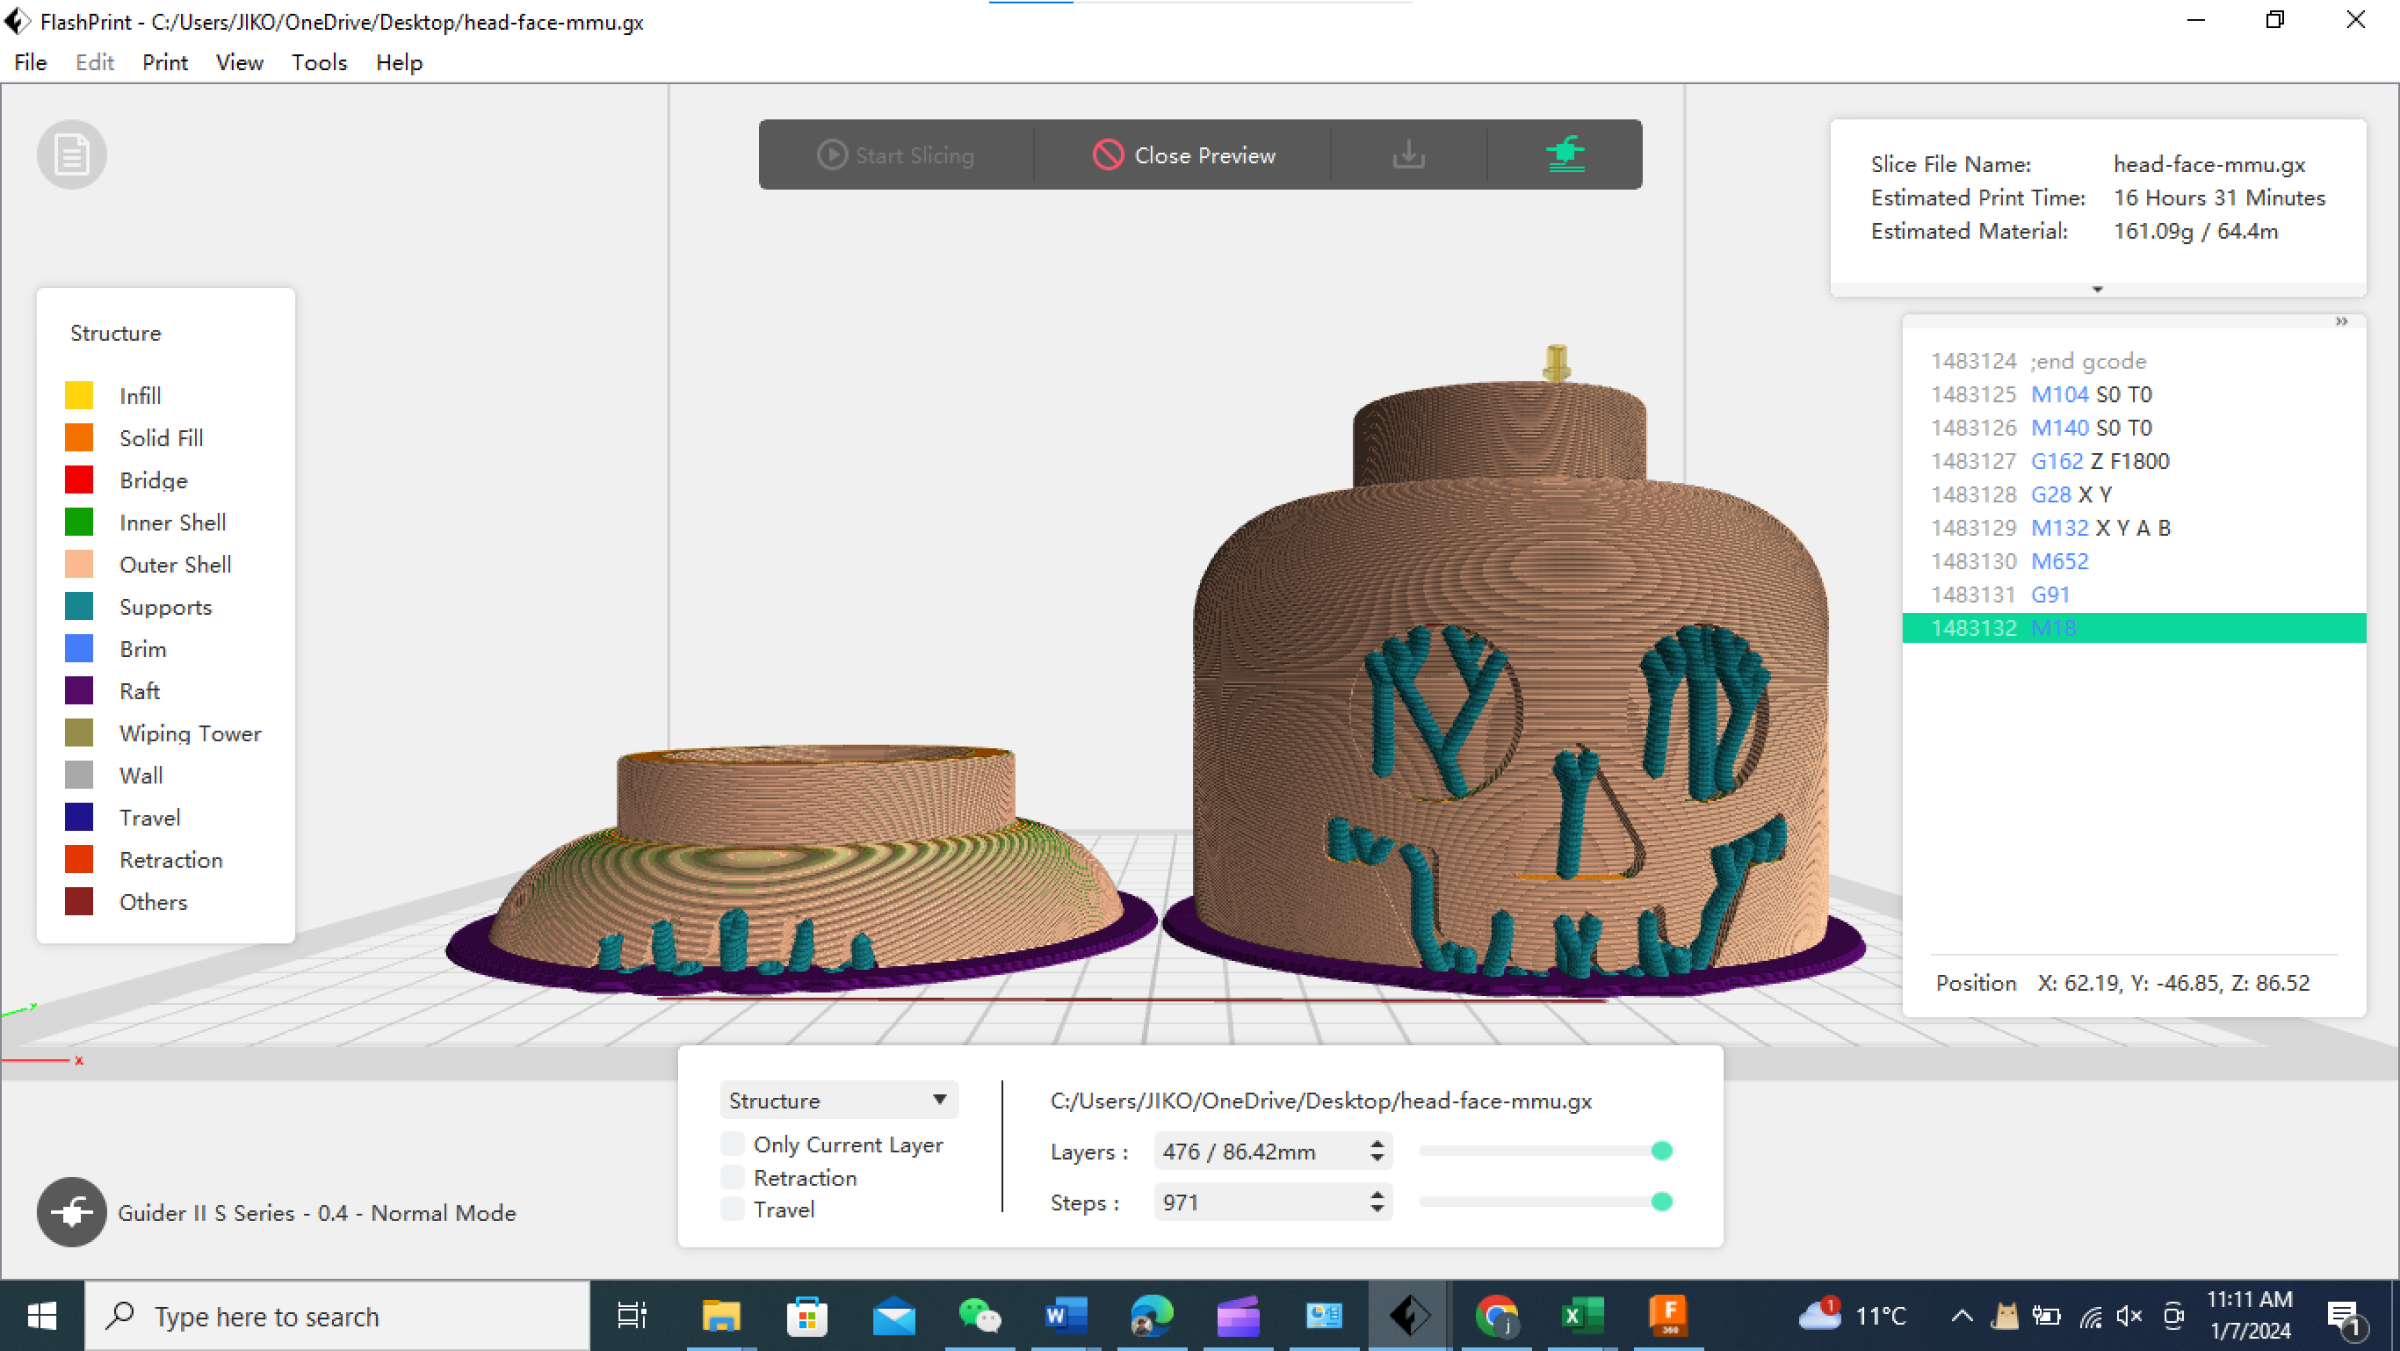 FlashPrint - C:/Users/JIKO/OneDrive/Desktop/head-face-mmu.gx
File Edit Print View Tools Help
Start Slicing
Close Preview
Slice File Name: head-face-mmu.gx
Estimated Print Time: 16 Hours 31 Minutes
Estimated Material: 161.09g / 64.4m
Structure
Infill
Solid Fill
Bridge
Inner Shell
Outer Shell
Supports
Brim
Raft
Wiping Tower
Wall
Travel
Retraction
Others
»
1483124 ;end gcode
1483125 M104 S0 T0
1483126 M140 S0 T0
1483127 G162 Z F1800
1483128 G28 X Y
1483129 M132 X Y A B
1483130 M652
1483131 G91
1483132 M18
Position X: 62.19, Y: -46.85, Z: 86.52
x
Structure
Only Current Layer
Retraction
Travel
C:/Users/JIKO/OneDrive/Desktop/head-face-mmu.gx
Layers : 476 / 86.42mm
Steps : 971
Guider II S Series - 0.4 - Normal Mode
Type here to search
W
j
X
F
360
1
11°C
11:11 AM
1/7/2024
1